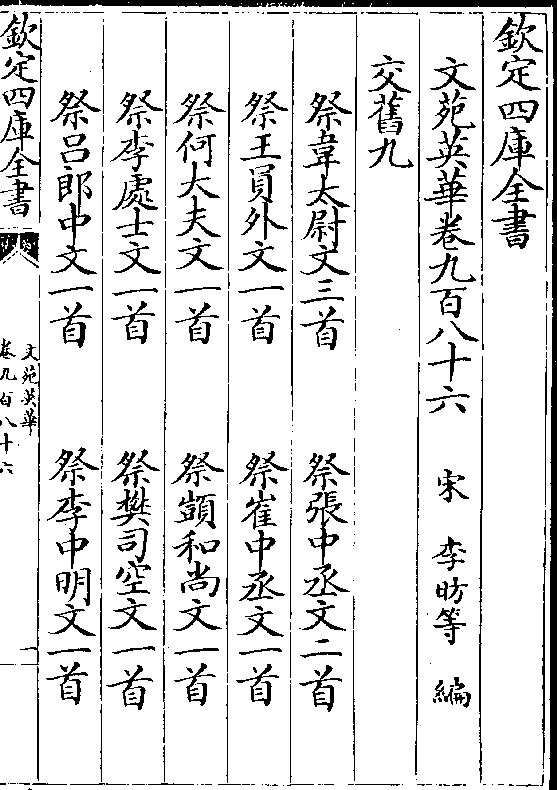 欽定四庫全書
文苑英華卷九百八十六 宋 李昉等 編
交舊九
祭韋太尉文三首 祭張中丞文二首
祭王員外文一首 祭崔中丞文一首
祭何大夫文一首 祭顗和尚文一首
祭李處士文一首 祭樊司空文一首
祭呂郎中文一首 祭李中明文一首
欽定四庫全書
文苑英華
卷九百八十六
一